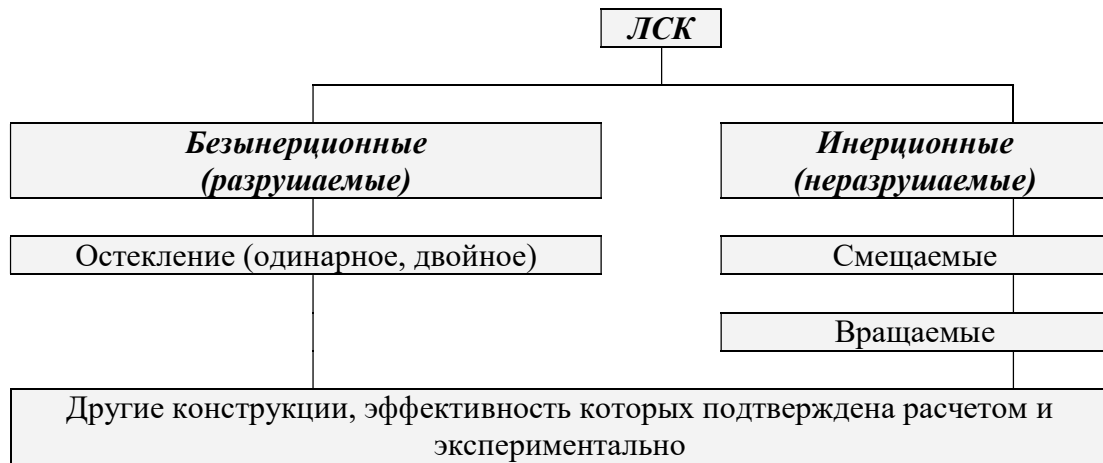 ЛСК
Безынерционные
(разрушаемые)
Инерционные
(неразрушаемые)
Остекление (одинарное, двойное)
Смещаемые
Вращаемые
Другие конструкции, эффективность которых подтверждена расчетом и
экспериментально